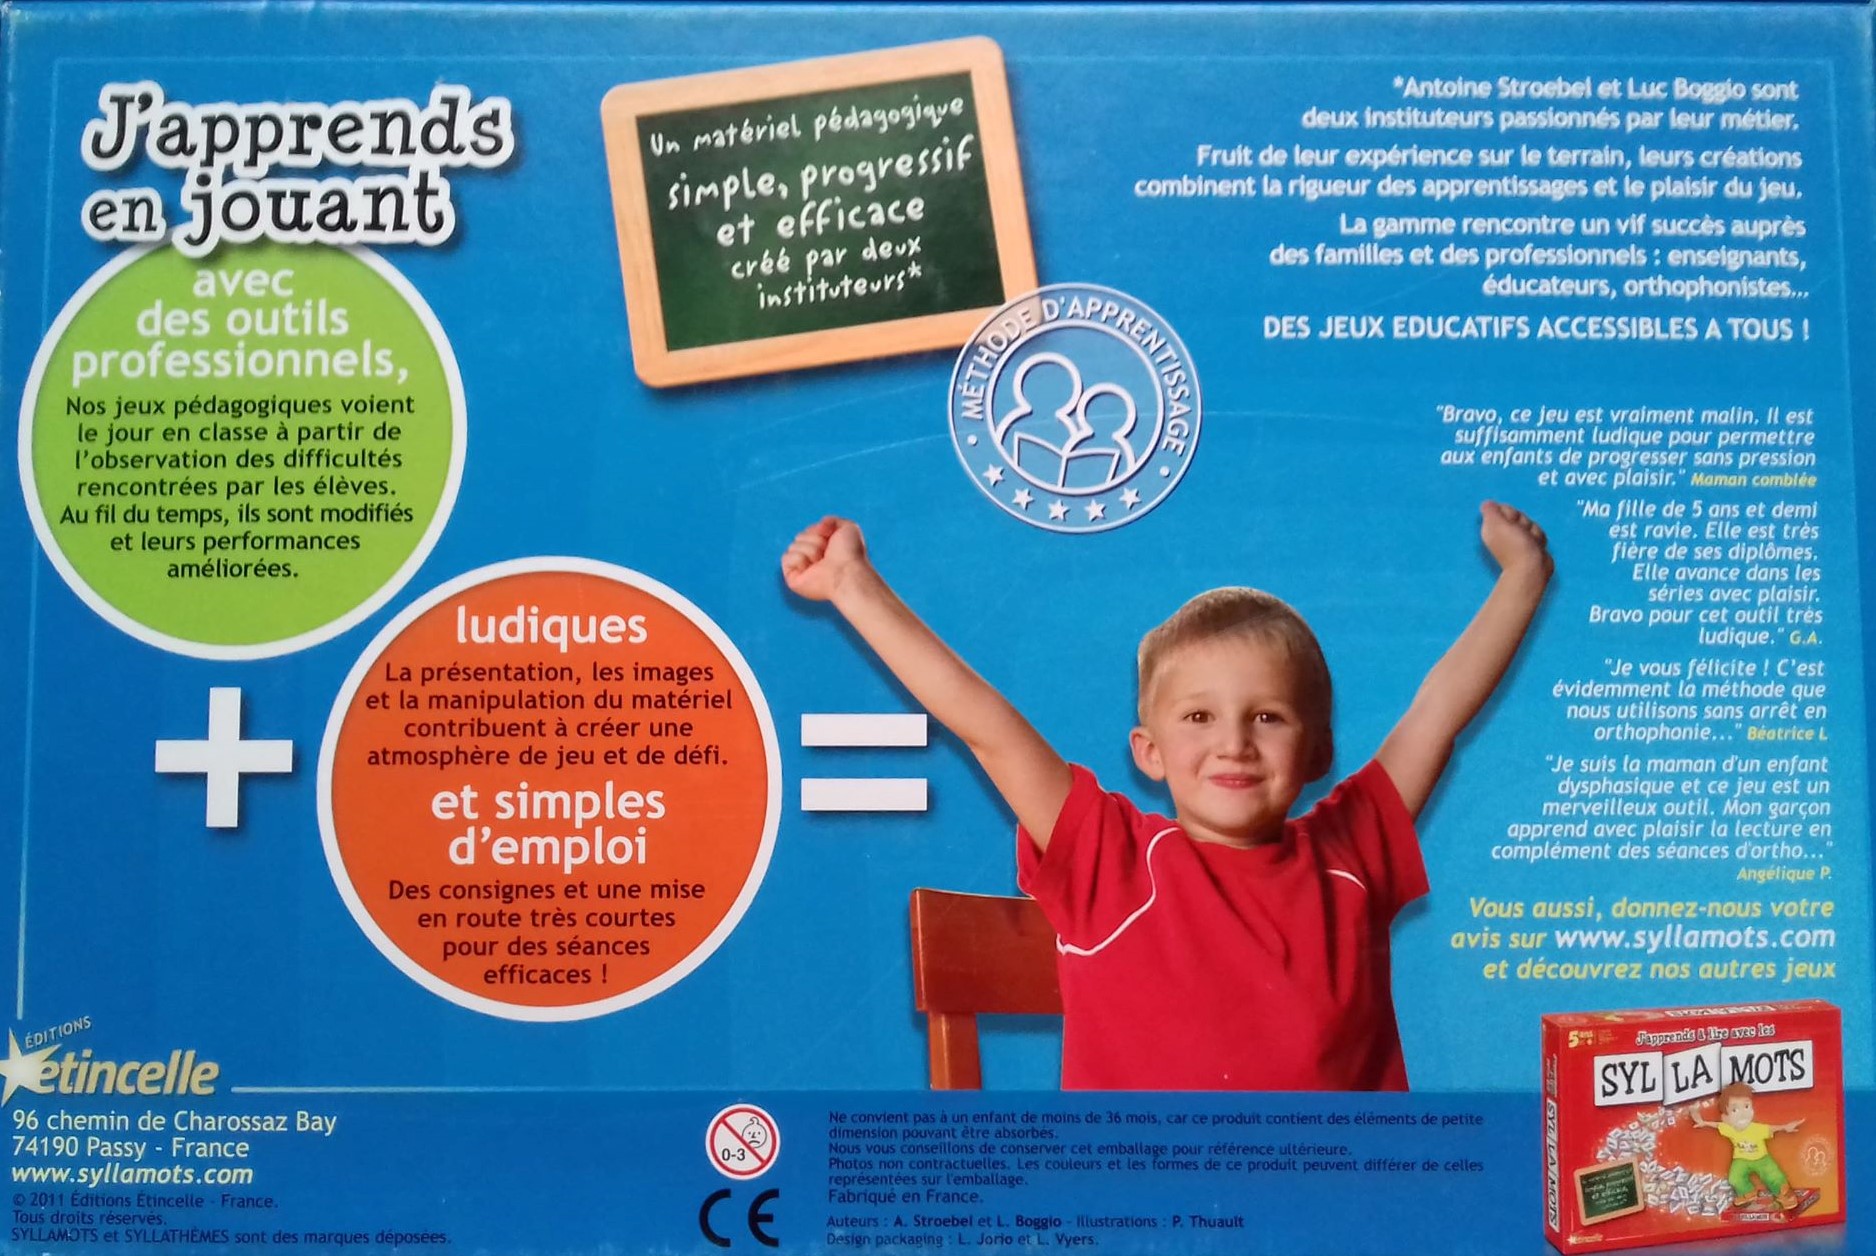 J'apprends
en jouant
avec
des outils
professionnels,
Nos jeux pédagogiques voient
le jour en classe à partir de
l'observation des difficultés
rencontrées par les élèves.
Au fil du temps, ils sont modifiés
et leurs performances
améliorées.
ludiques
La présentation, les images
et la manipulation du matériel
contribuent à créer une
atmosphère de jeu et de défi.
et simples
d'emploi
Des consignes et une mise
en route très courtes
pour des séances
efficaces !
Un matériel pédagogique
simple, progressif
et efficace
créé par deux
instituteurs*
MÉTHODE D'APPRENTISSAGE
*Antoine Stroebel et Luc Boggio sont
deux instituteurs passionnés par leur métier.
Fruit de leur expérience sur le terrain, leurs créations
combinent la rigueur des apprentissages et le plaisir du jeu.
La gamme rencontre un vif succès auprès
des familles et des professionnels : enseignants,
éducateurs, orthophonistes...
DES JEUX EDUCATIFS ACCESSIBLES A TOUS !
"Bravo, ce jeu est vraiment malin. Il est
suffisamment ludique pour permettre
aux enfants de progresser sans pression
et avec plaisir." Maman comblée
"Ma fille de 5 ans et demi
est ravie. Elle est très
fière de ses diplômes.
Elle avance dans les
séries avec plaisir.
Bravo pour cet outil très
ludique." G.A.
"Je vous félicite ! C'est
évidemment la méthode que
nous utilisons sans arrêt en
orthophonie..." Béatrice L
"Je suis la maman d'un enfant
dysphasique et ce jeu est un
merveilleux outil. Mon garçon
apprend avec plaisir la lecture en
complément des séances d'ortho..."
Angélique P.
Vous aussi, donnez-nous votre
avis sur www.syllamots.com
et découvrez nos autres jeux
5 ans
J'apprends à lire avec les
SYL LA MOTS
SYL LA MOTS
étincelle
ÉDITIONS
étincelle
96 chemin de Charossaz Bay
74190 Passy - France
www.syllamots.com
© 2011 Éditions Étincelle - France.
Tous droits réservés.
SYLLAMOTS et SYLLATHÈMES sont des marques déposées.
0-3
CE
Ne convient pas à un enfant de moins de 36 mois, car ce produit contient des éléments de petite
dimension pouvant être absorbés.
Nous vous conseillons de conserver cet emballage pour référence ultérieure.
Photos non contractuelles. Les couleurs et les formes de ce produit peuvent différer de celles
représentées sur l'emballage.
Fabriqué en France.
Auteurs : A. Stroebel et L. Boggio - Illustrations : P. Thuault
Design packaging : L. Jorio et L. Vyers.